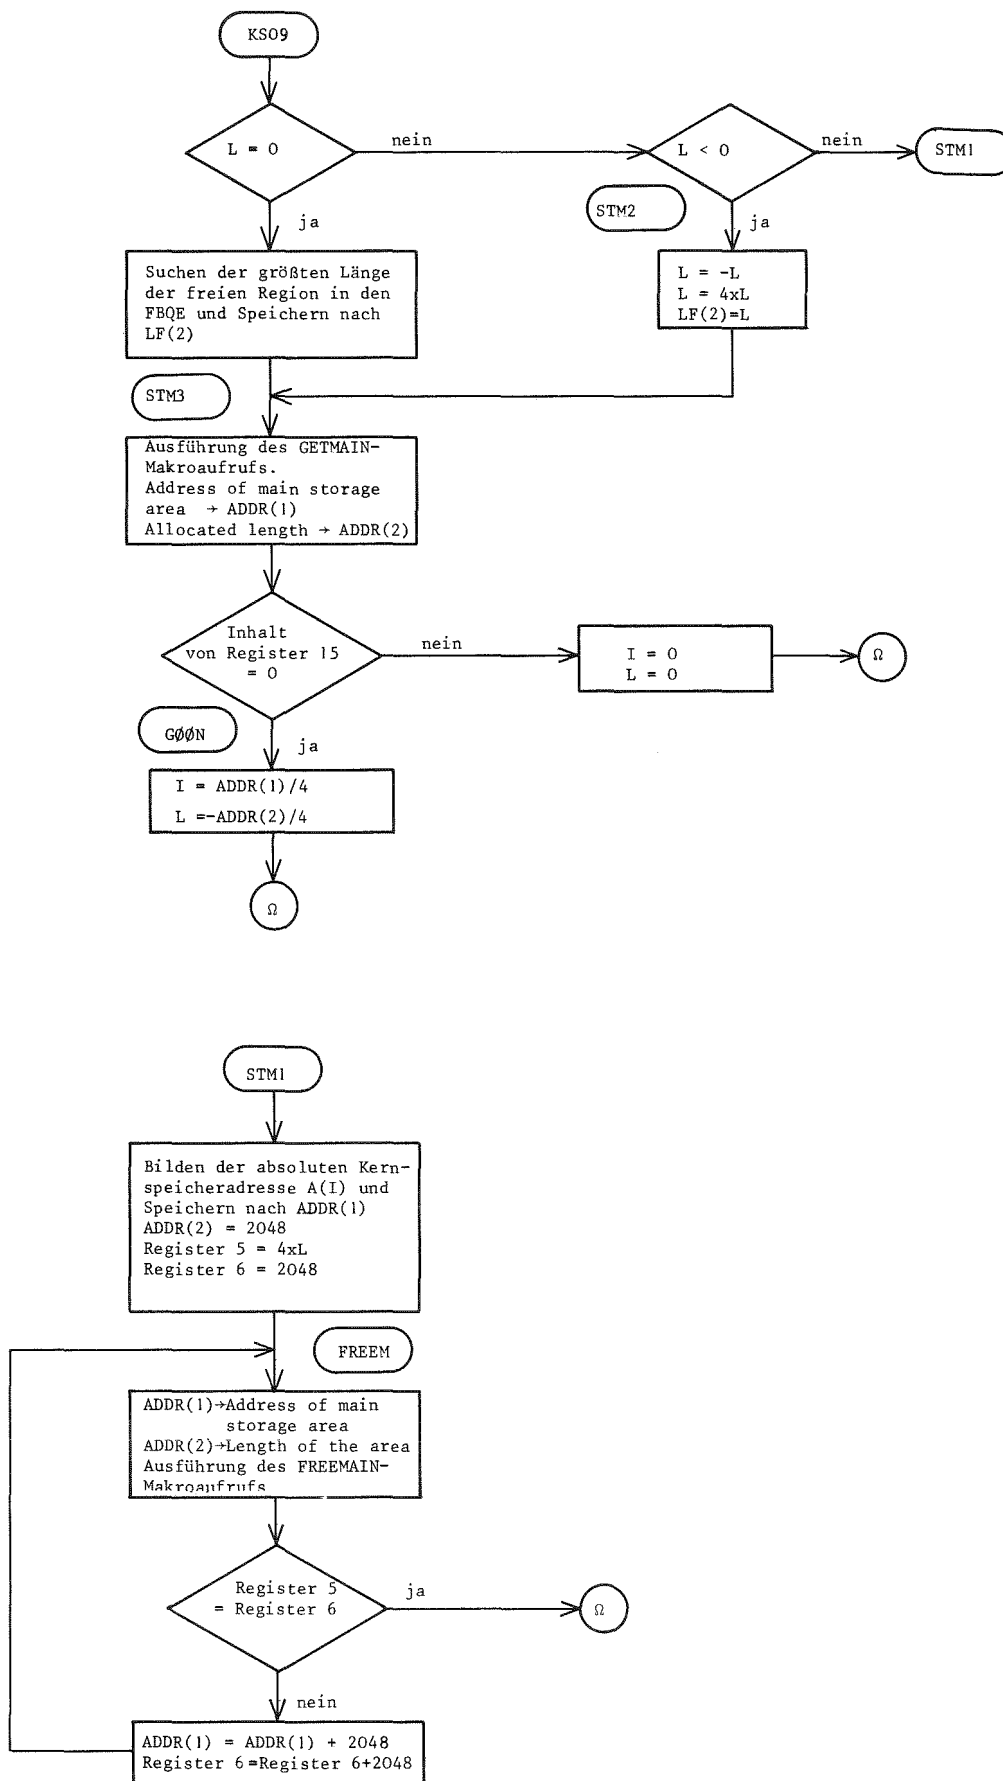 KSO9
L = 0
nein
L < 0
nein
STM1
ja
STM2
ja
Suchen der größten Länge
der freien Region in den
FBQE und Speichern nach
LF(2)
L = -L
L = 4xL
LF(2)=L
STM3
Ausführung des GETMAIN-
Makroaufrufs.
Address of main storage
area → ADDR(1)
Allocated length → ADDR(2)
Inhalt
von Register 15
= 0
nein
I = 0
L = 0
Ω
GØØN
ja
I = ADDR(1)/4
L =-ADDR(2)/4
Ω
STM1
Bilden der absoluten Kern-
speicheradresse A(I) und
Speichern nach ADDR(1)
ADDR(2) = 2048
Register 5 = 4xL
Register 6 = 2048
FREEM
ADDR(1)→Address of main
storage area
ADDR(2)→Length of the area
Ausführung des FREEMAIN-
Makroaufrufs
Register 5
= Register 6
ja
Ω
nein
ADDR(1) = ADDR(1) + 2048
Register 6=Register 6+2048